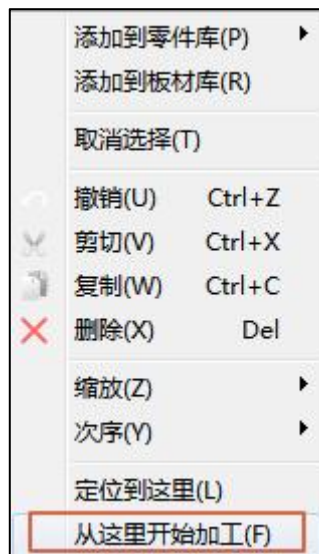 添加到零件库(P)
添加到板材库(R)
取消选择(T)
撤销(U) Ctrl+Z
剪切(V) Ctrl+X
复制(W) Ctrl+C
删除(X) Del
缩放(Z)
次序(Y)
定位到这里(L)
从这里开始加工(F)